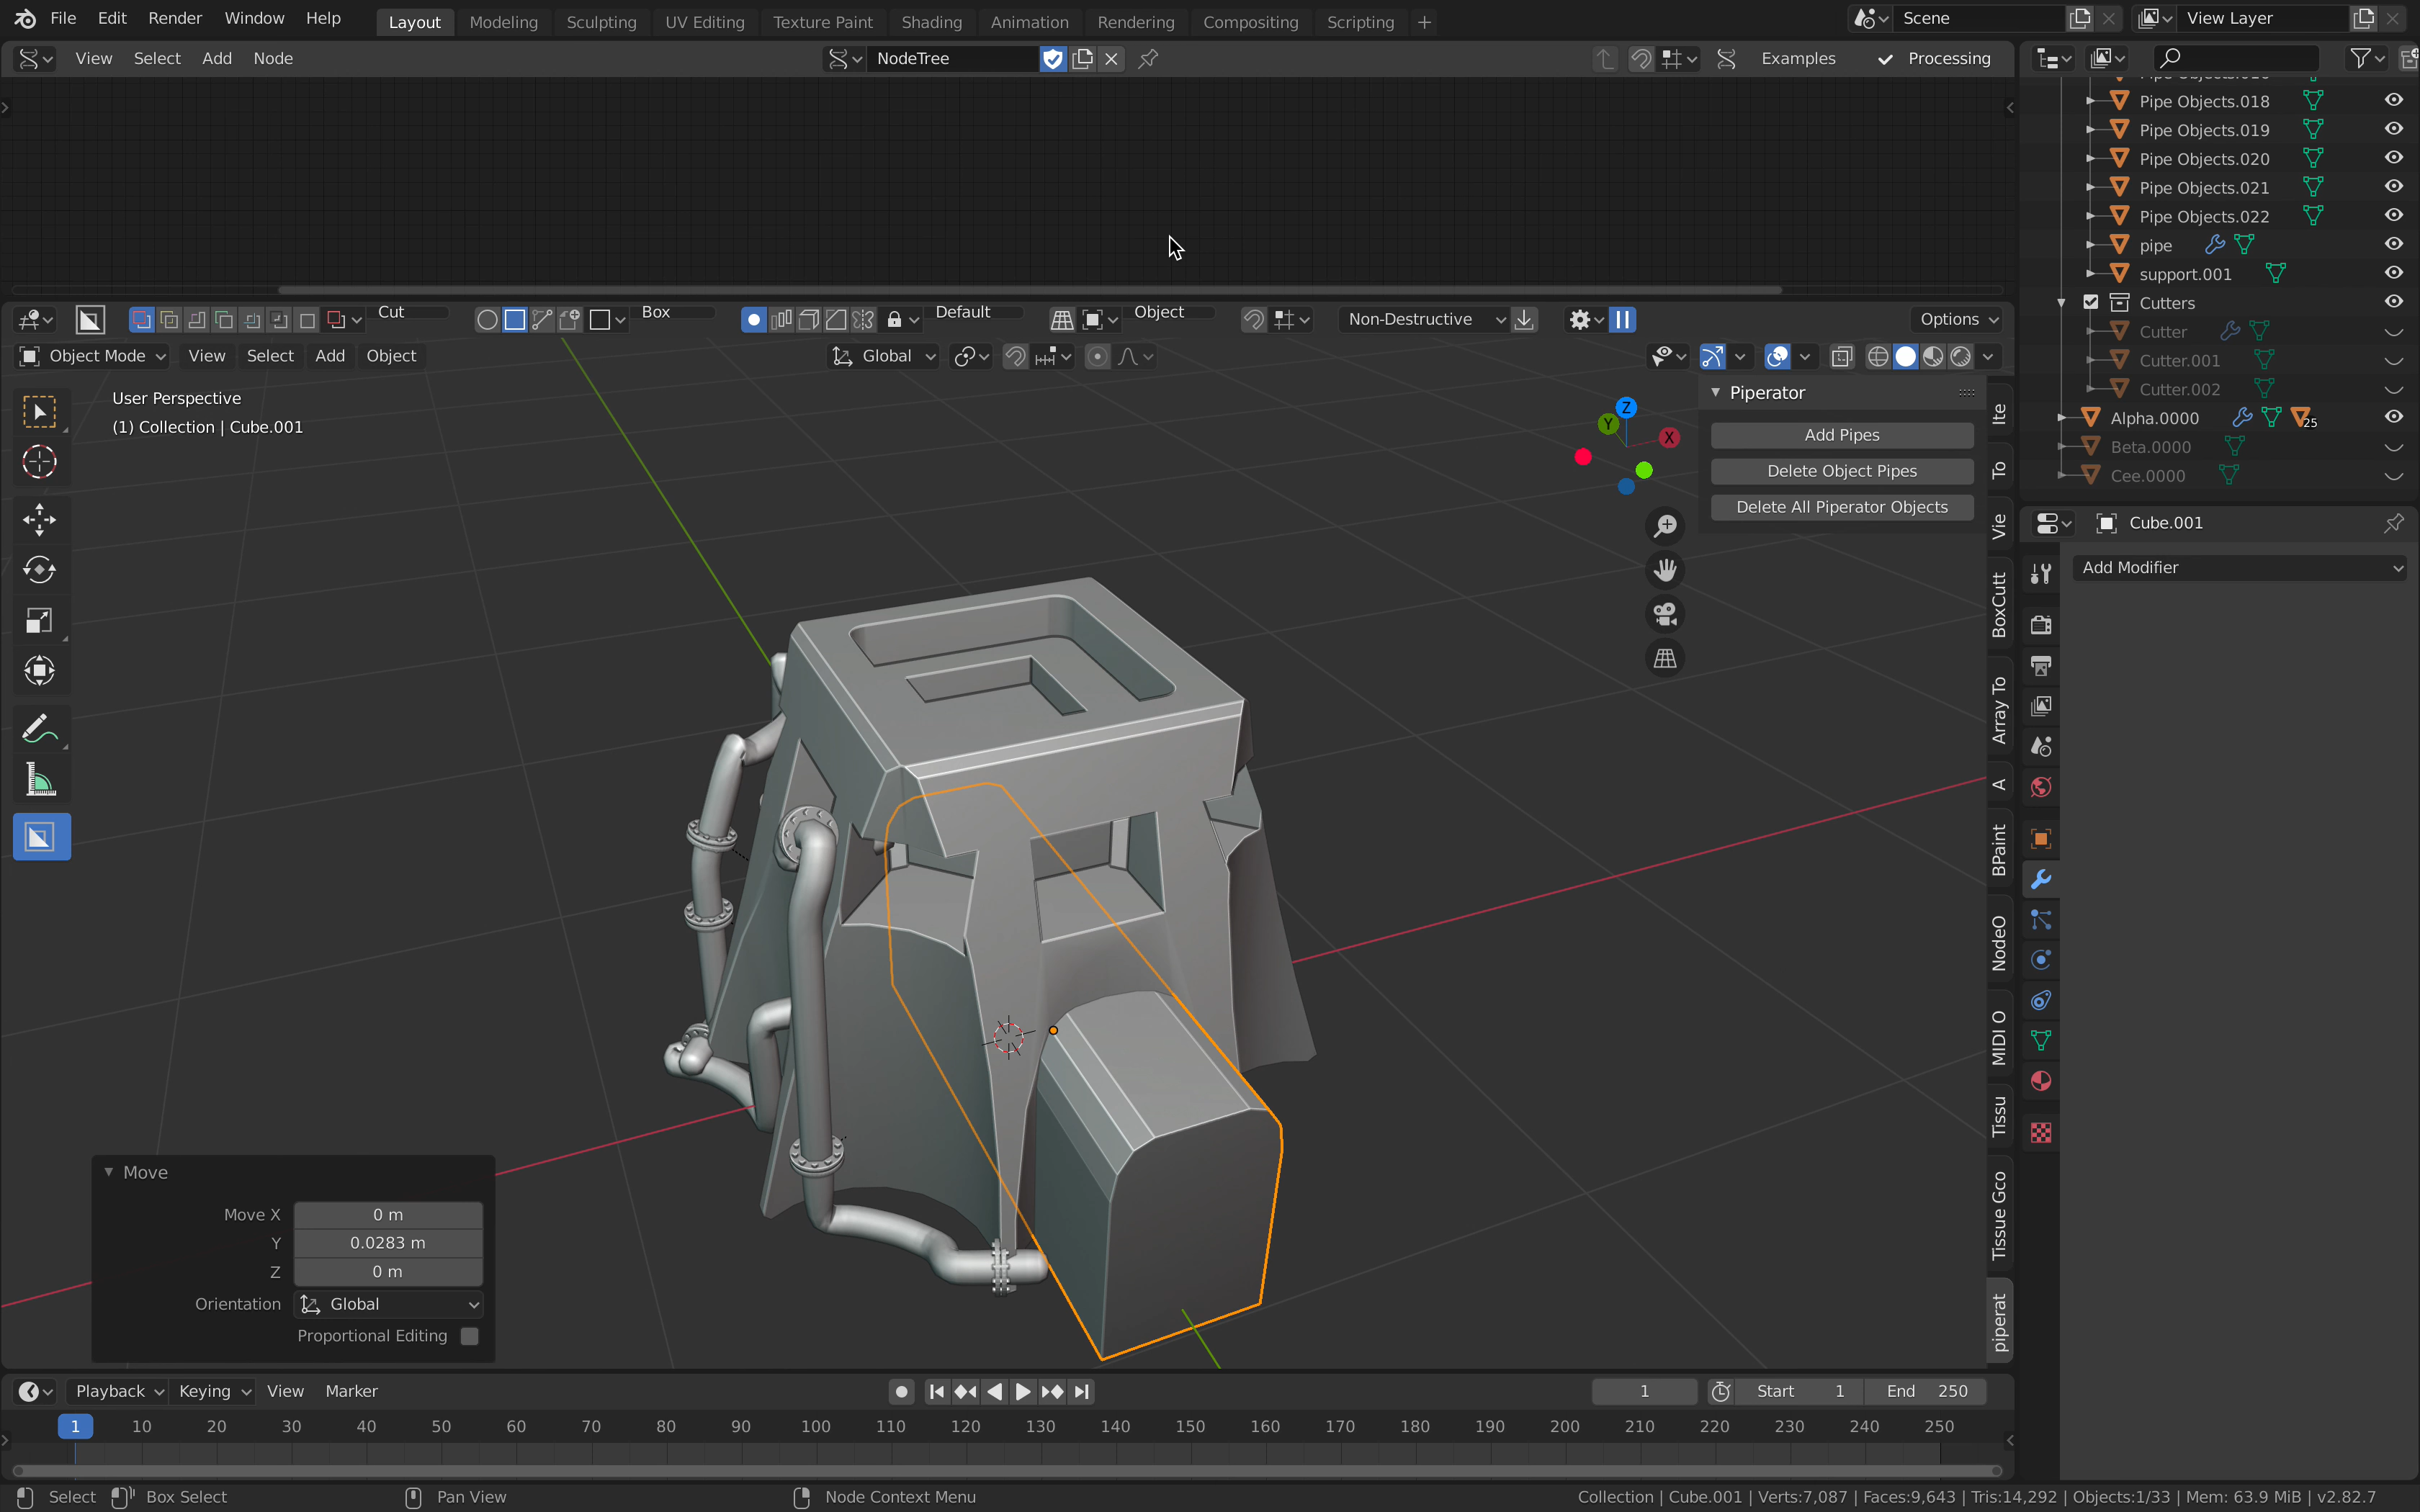 File Edit Render Window Help Layout Modeling Sculpting UV Editing Texture Paint Shading Animation Rendering Compositing Scripting + Scene View Layer
View Select Add Node NodeTree Examples Processing
Pipe Objects.018
Pipe Objects.019
Pipe Objects.020
Pipe Objects.021
Pipe Objects.022
pipe
support.001
Cutters
Cutter
Cutter.001
Cutter.002
Alpha.0000 25
Beta.0000
Cee.0000
Cut Box Default Object Non-Destructive Options
Object Mode View Select Add Object Global
User Perspective
(1) Collection | Cube.001
Z
Y
X
Piperator
Add Pipes
Delete Object Pipes
Delete All Piperator Objects
Ite
To
Vie
BoxCutt
Array To
A
BPaint
NodeO
MIDI O
Tissu
Tissue Gco
piperat
Cube.001
Add Modifier
Move
Move X 0 m
Y 0.0283 m
Z 0 m
Orientation Global
Proportional Editing
Playback Keying View Marker 1 Start 1 End 250
1 10 20 30 40 50 60 70 80 90 100 110 120 130 140 150 160 170 180 190 200 210 220 230 240 250
Select Box Select Pan View Node Context Menu Collection | Cube.001 | Verts:7,087 | Faces:9,643 | Tris:14,292 | Objects:1/33 | Mem: 63.9 MiB | v2.82.7